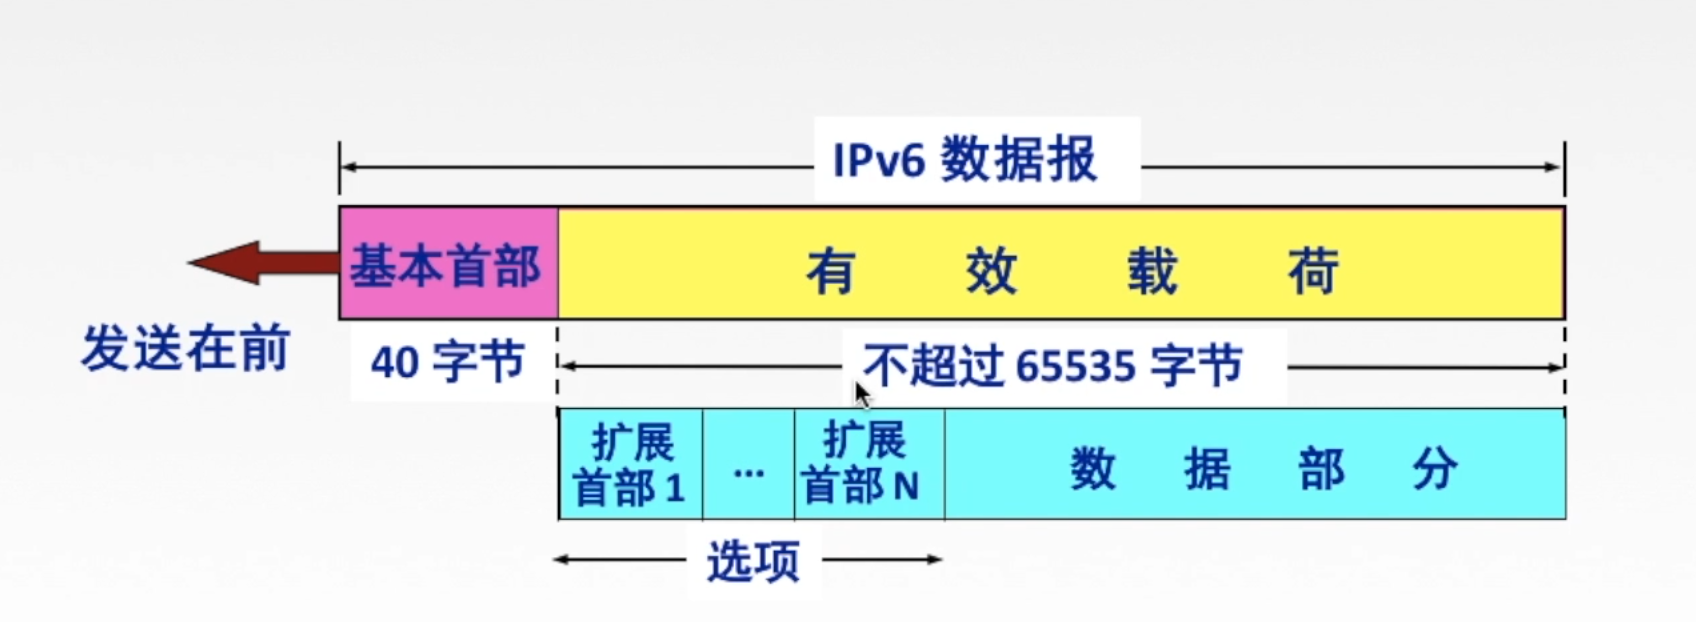 IPv6 数据报
基本首部
有效载荷
发送在前
40 字节
不超过 65535 字节
扩展
首部 1
...
扩展
首部 N
数据部分
选项